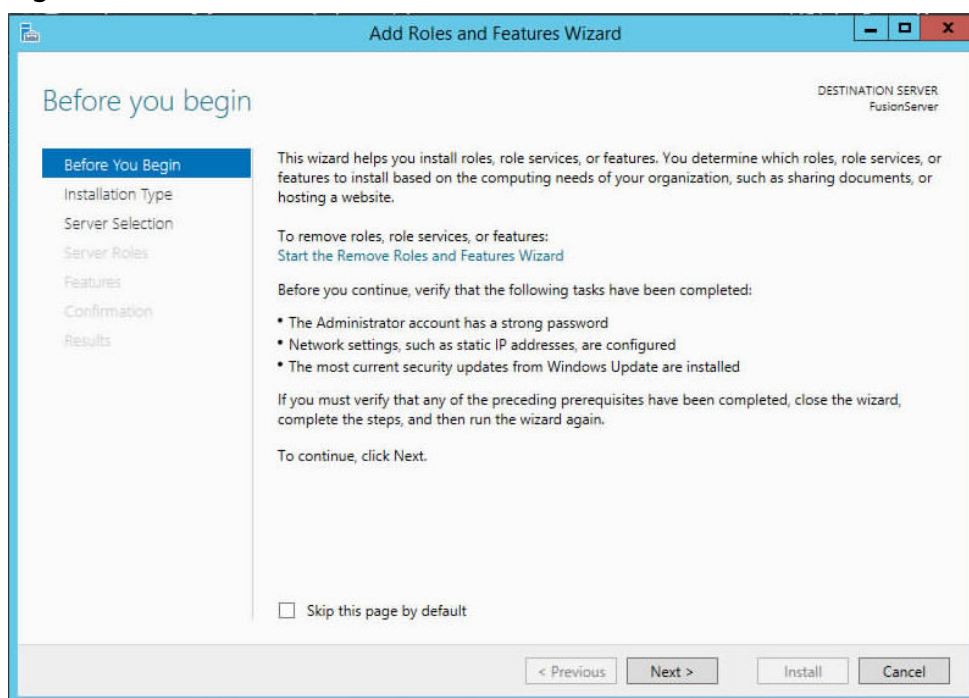 Add Roles and Features Wizard
Before you begin
DESTINATION SERVER
FusionServer
Before You Begin
Installation Type
Server Selection
Server Roles
Features
Confirmation
Results
This wizard helps you install roles, role services, or features. You determine which roles, role services, or
features to install based on the computing needs of your organization, such as sharing documents, or
hosting a website.
To remove roles, role services, or features:
Start the Remove Roles and Features Wizard
Before you continue, verify that the following tasks have been completed:
• The Administrator account has a strong password
• Network settings, such as static IP addresses, are configured
• The most current security updates from Windows Update are installed
If you must verify that any of the preceding prerequisites have been completed, close the wizard,
complete the steps, and then run the wizard again.
To continue, click Next.
Skip this page by default
< Previous
Next >
Install
Cancel